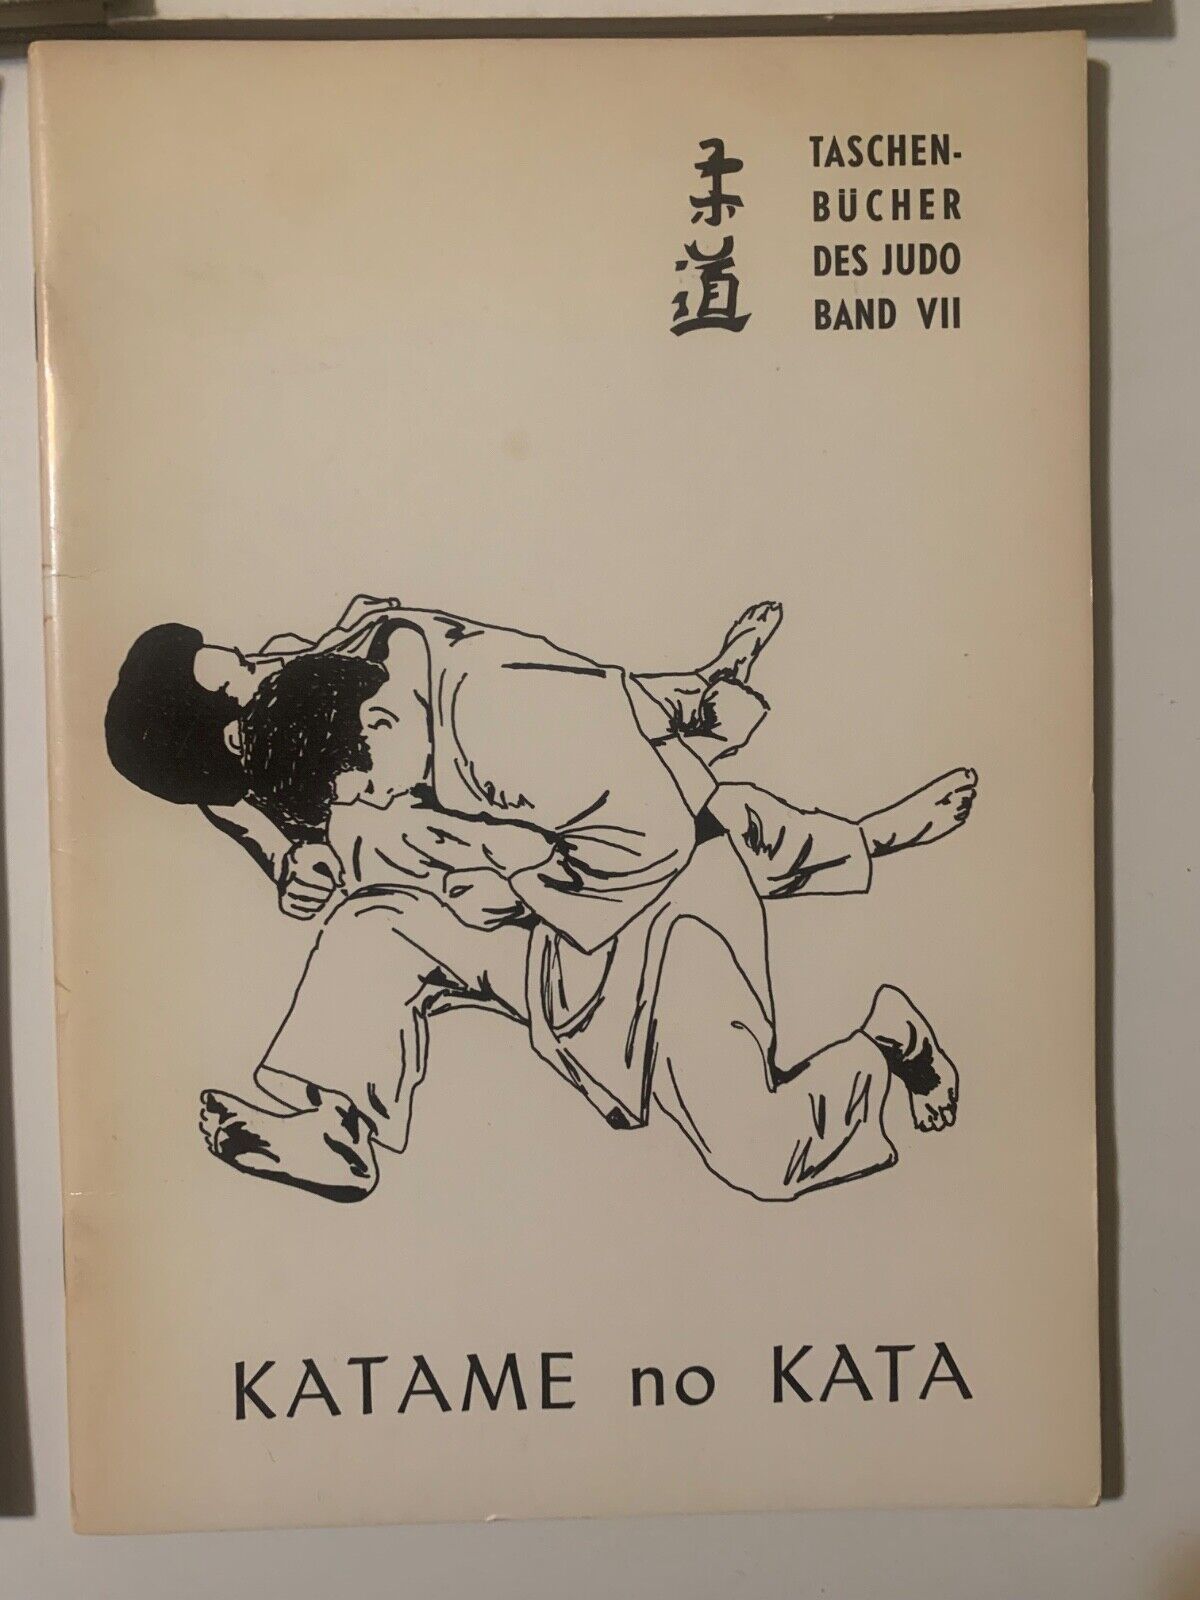 柔道
TASCHEN-
BÜCHER
DES JUDO
BAND VII
KATAME no KATA